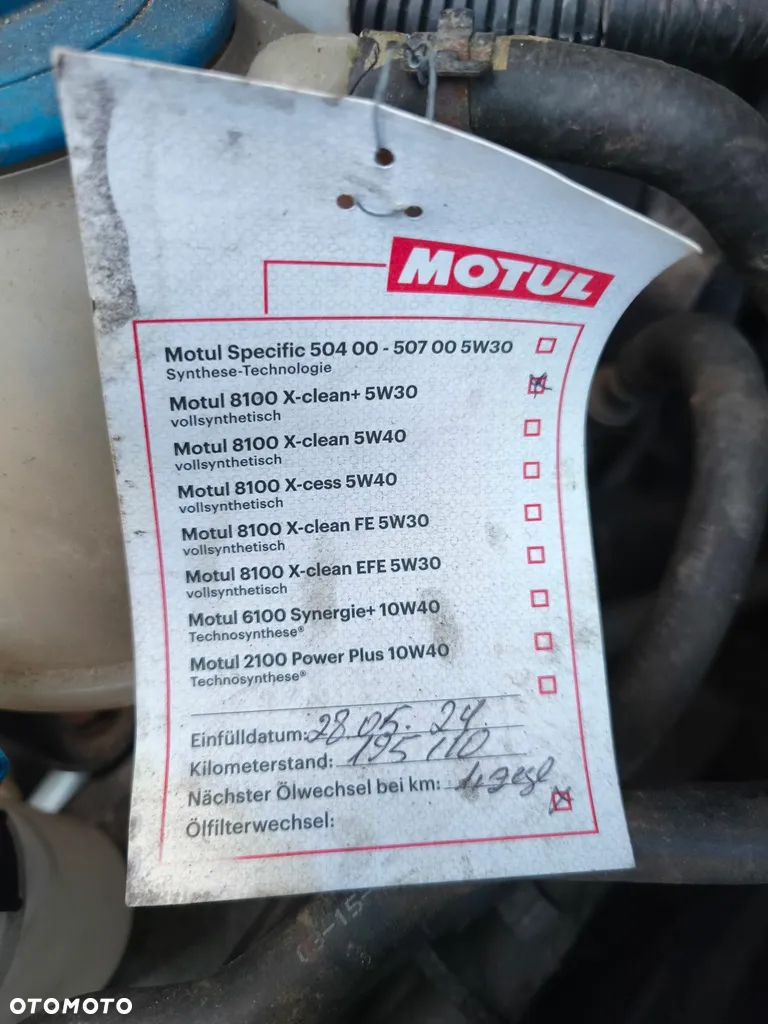 MOTUL
Motul Specific 504 00 - 507 00 5W30
Synthese-Technologie
Motul 8100 X-clean+ 5W30
vollsynthetisch
Motul 8100 X-clean 5W40
vollsynthetisch
Motul 8100 X-cess 5W40
vollsynthetisch
Motul 8100 X-clean FE 5W30
vollsynthetisch
Motul 8100 X-clean EFE 5W30
vollsynthetisch
Motul 6100 Synergie+ 10W40
Technosynthese®
Motul 2100 Power Plus 10W40
Technosynthese®
Einfülldatum: 28.05.24.
Kilometerstand: 195 110
Nächster Ölwechsel bei km:
Ölfilterwechsel:
OTOMOTO